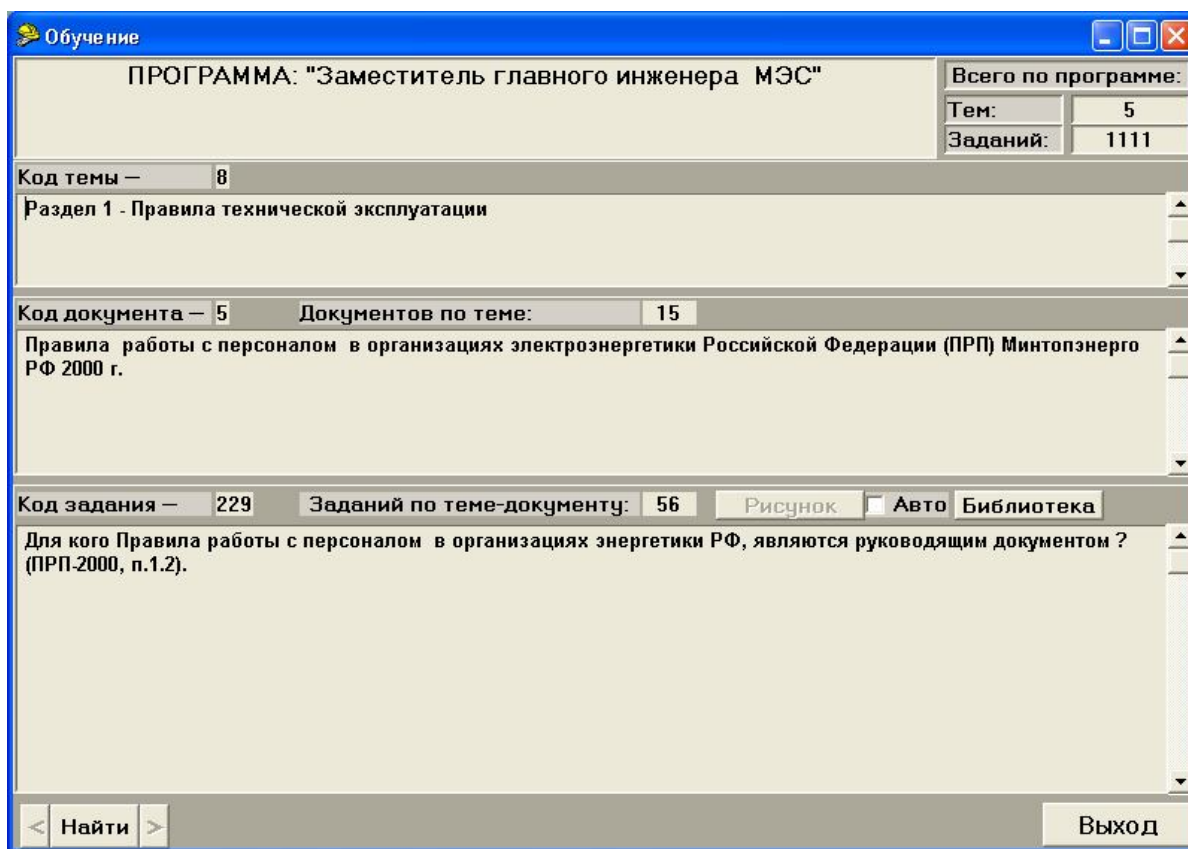 Обучение
ПРОГРАММА: "Заместитель главного инженера МЭС"
Всего по программе:
Тем: 5
Заданий: 1111
Код темы — 8
Раздел 1 - Правила технической эксплуатации
Код документа — 5 Документов по теме: 15
Правила работы с персоналом в организациях электроэнергетики Российской Федерации (ПРП) Минтопэнерго
РФ 2000 г.
Код задания — 229 Заданий по теме-документу: 56 Рисунок Авто Библиотека
Для кого Правила работы с персоналом в организациях энергетики РФ, являются руководящим документом ?
(ПРП-2000, п.1.2).
< Найти > Выход